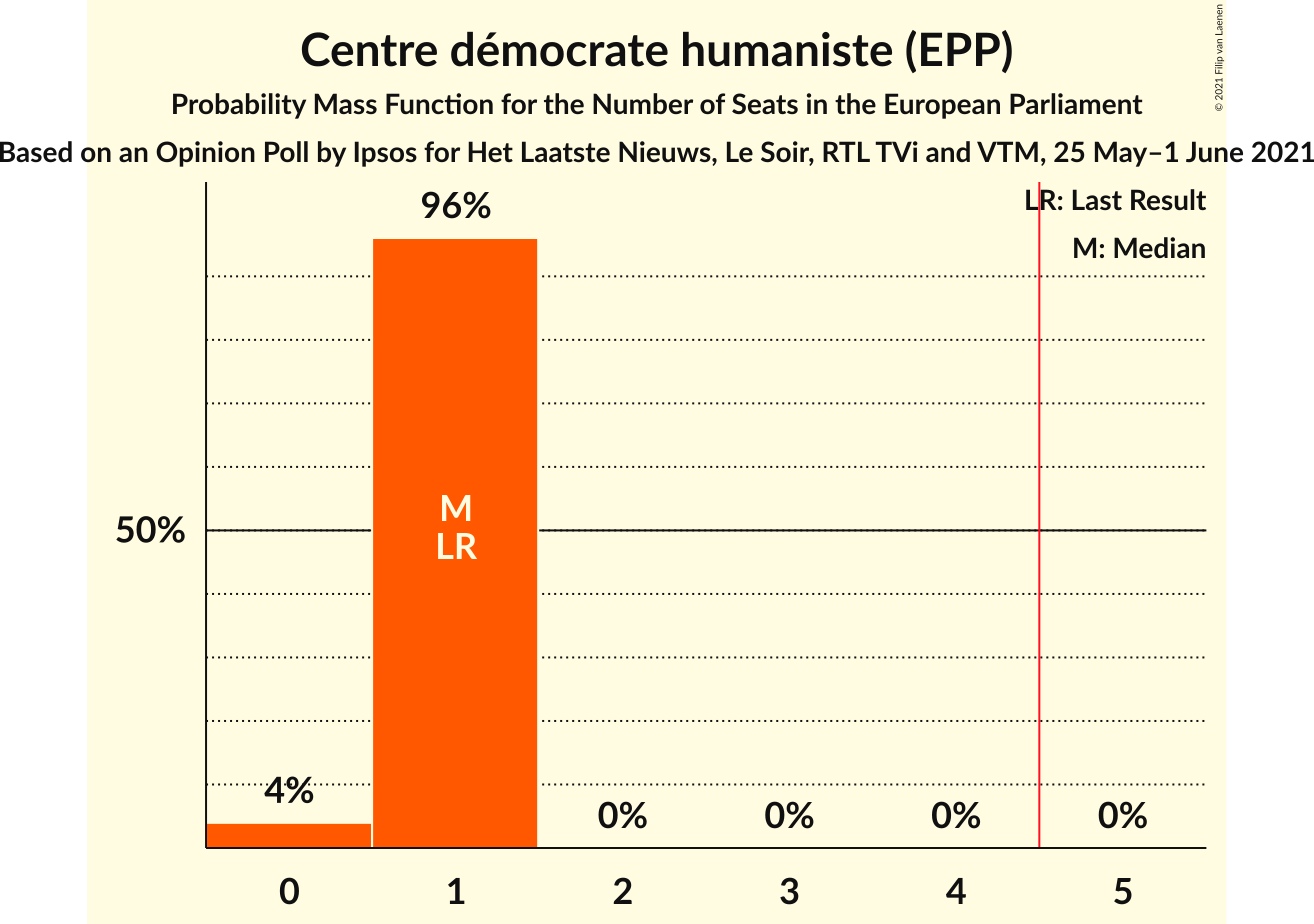 Centre démocrate humaniste (EPP)
Probability Mass Function for the Number of Seats in the European Parliament
Based on an Opinion Poll by Ipsos for Het Laatste Nieuws, Le Soir, RTL TVi and VTM, 25 May–1 June 2021
© 2021 Filip van Laenen
LR: Last Result
M: Median
96%
M
LR
50%
4%
0%
0%
0%
0%
0
1
2
3
4
5